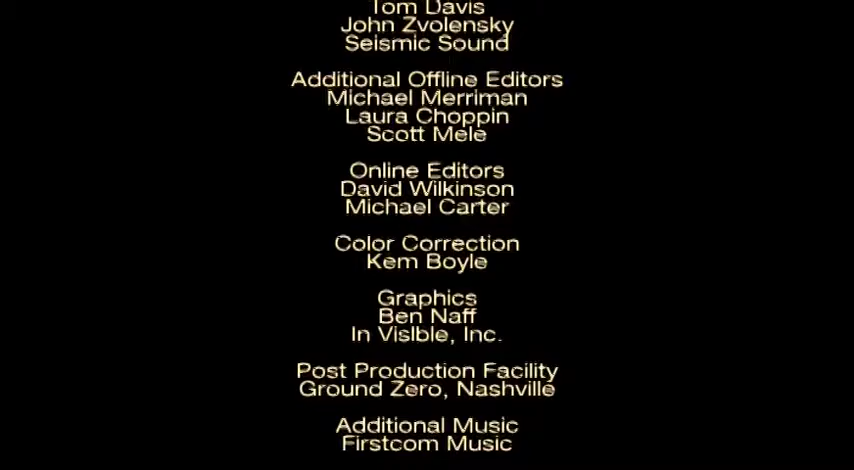 Tom Davis
John Zvolensky
Seismic Sound
Additional Offline Editors
Michael Merriman
Laura Choppin
Scott Mele
Online Editors
David Wilkinson
Michael Carter
Color Correction
Kem Boyle
Graphics
Ben Naff
In VisIble, Inc.
Post Production Facility
Ground Zero, Nashville
Additional Music
Firstcom Music